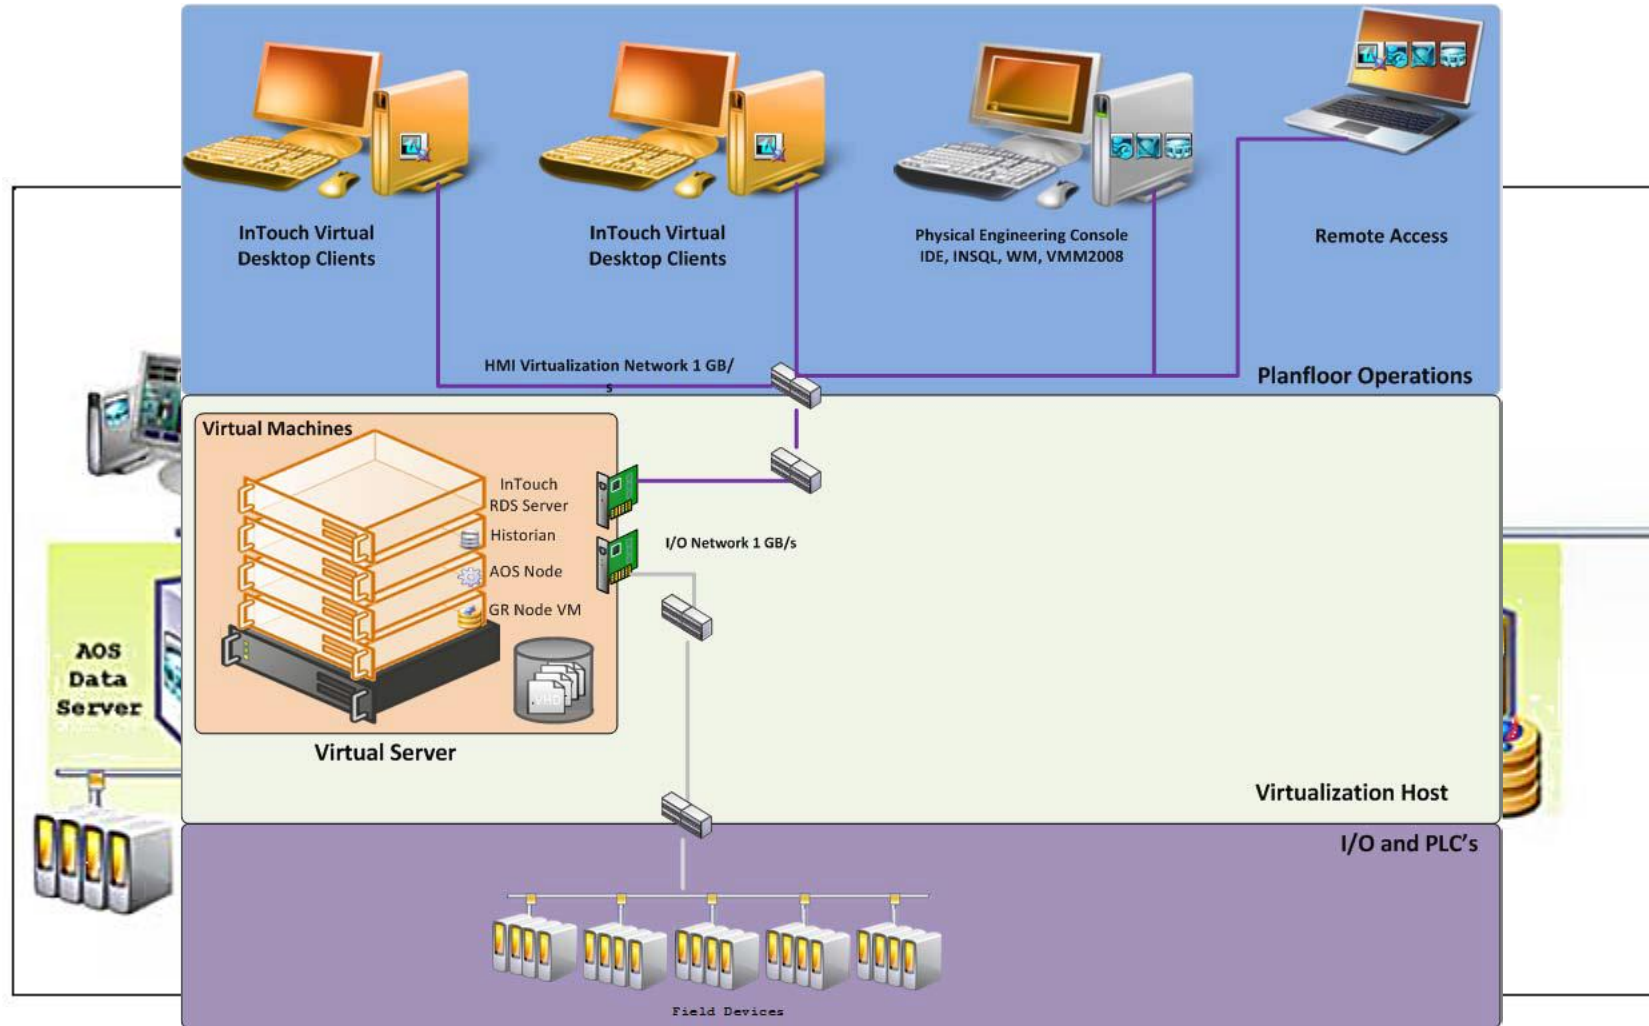 InTouch Virtual
Desktop Clients
InTouch Virtual
Desktop Clients
Physical Engineering Console
IDE, INSQL, WM, VMM2008
Remote Access
HMI Virtualization Network 1 GB/
s
Planfloor Operations
Virtual Machines
InTouch
RDS Server
Historian
AOS Node
GR Node VM
VHD
I/O Network 1 GB/s
Virtual Server
Virtualization Host
AOS
Data
Server
I/O and PLC's
Field Devices